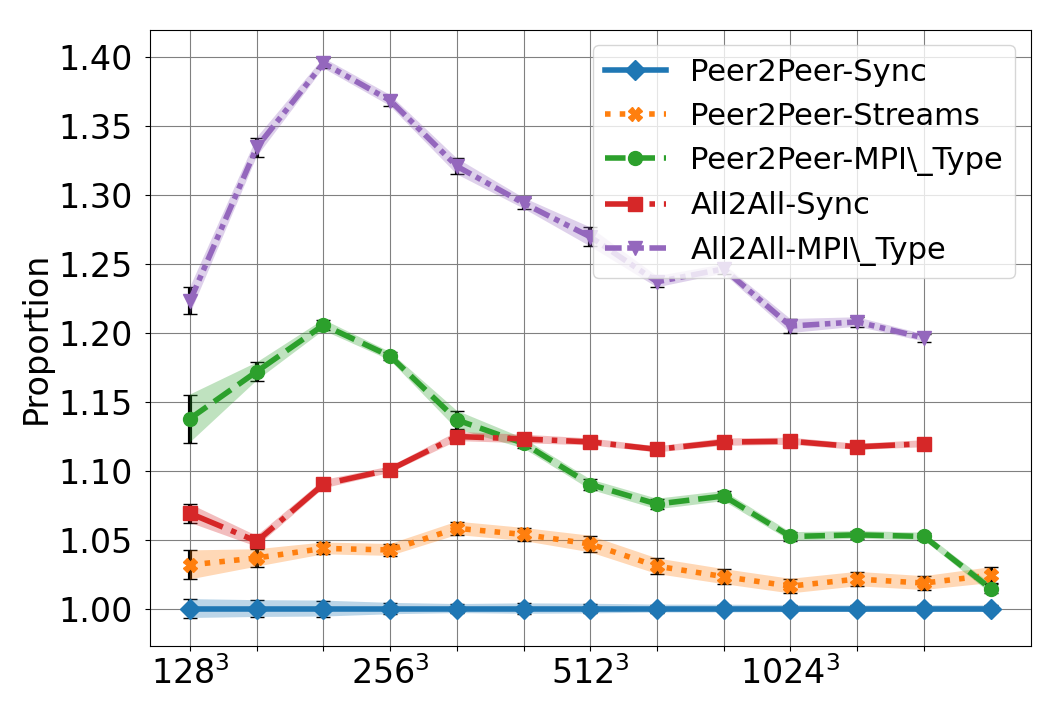 1.40
1.35
1.30
1.25
1.20
1.15
1.10
1.05
1.00
Proportion
Peer2Peer-Sync
Peer2Peer-Streams
Peer2Peer-MPI\_Type
All2All-Sync
All2All-MPI\_Type
128³ 256³ 512³ 1024³